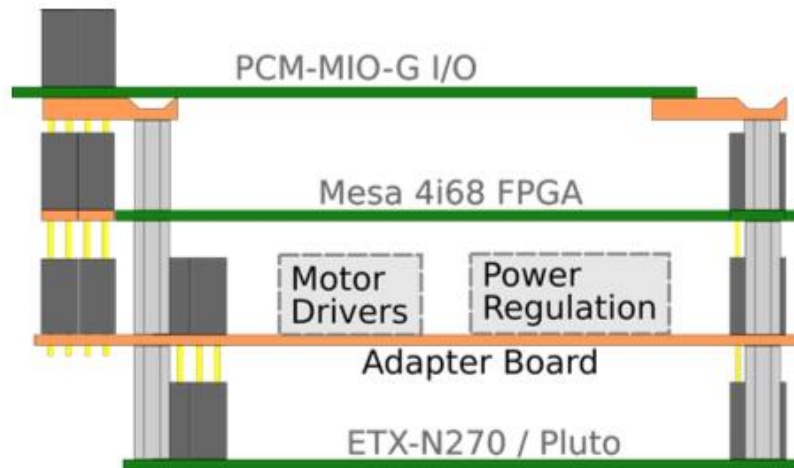 PCM-MIO-G I/O
Mesa 4i68 FPGA
Motor
Drivers
Power
Regulation
Adapter Board
ETX-N270 / Pluto